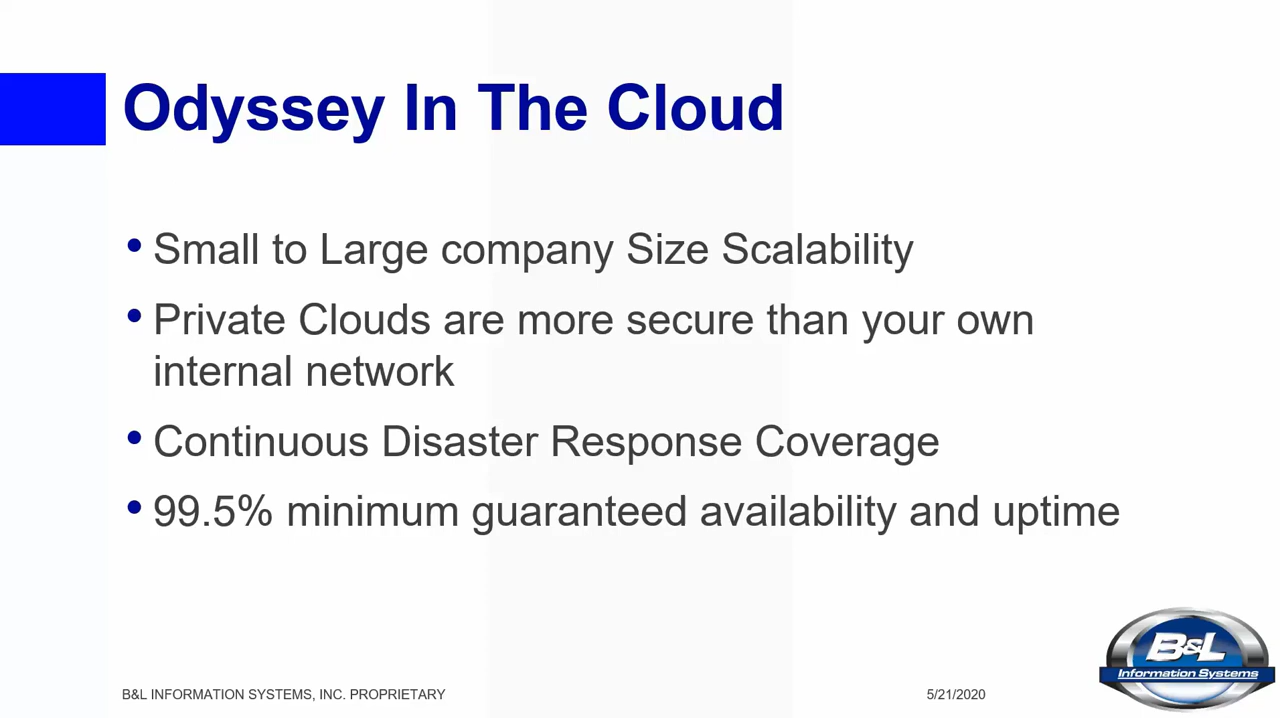 Odyssey In The Cloud
• Small to Large company Size Scalability
• Private Clouds are more secure than your own
internal network
• Continuous Disaster Response Coverage
• 99.5% minimum guaranteed availability and uptime
B&L INFORMATION SYSTEMS, INC. PROPRIETARY
5/21/2020
B&L
Information Systems